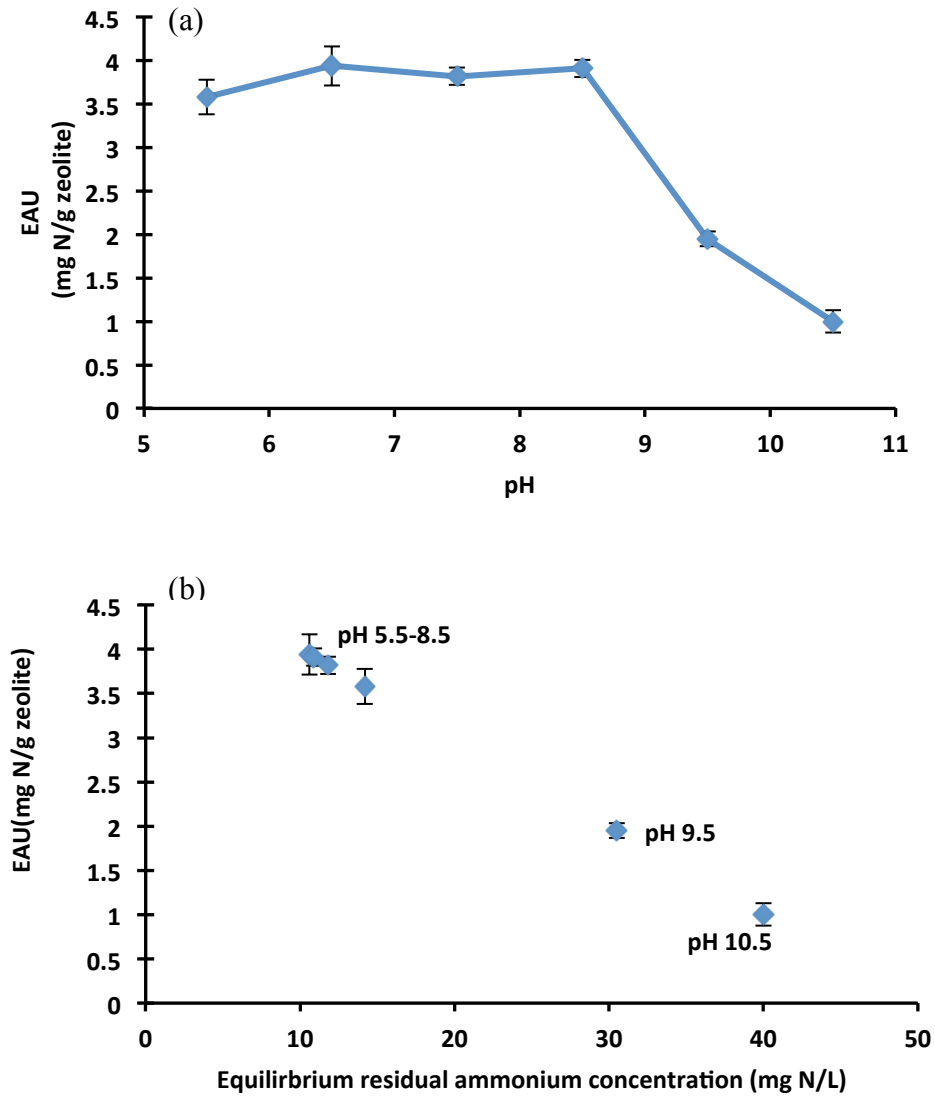 (a)
4.5
4
3.5
3
2.5
2
1.5
1
0.5
0
EAU
(mg N/g zeolite)
5 6 7 8 9 10 11
pH
(b)
4.5
4
3.5
3
2.5
2
1.5
1
0.5
0
EAU(mg N/g zeolite)
pH 5.5-8.5
pH 9.5
pH 10.5
0 10 20 30 40 50
Equilirbrium residual ammonium concentration (mg N/L)